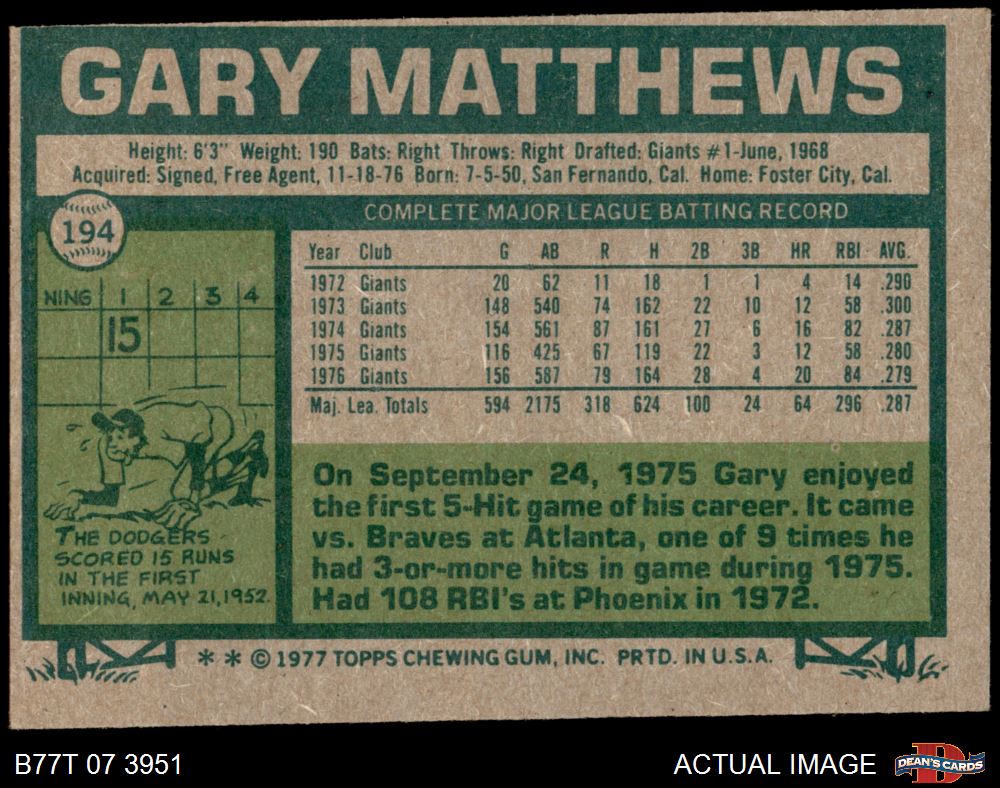 GARY MATTHEWS
Height: 6'3" Weight: 190 Bats: Right Throws: Right Drafted: Giants #1-June, 1968
Acquired: Signed, Free Agent, 11-18-76 Born: 7-5-50, San Fernando, Cal. Home: Foster City, Cal.
194
NING 1 2 3 4
15
THE DODGERS
SCORED 15 RUNS
IN THE FIRST
INNING, MAY 21, 1952.
COMPLETE MAJOR LEAGUE BATTING RECORD
Year Club G AB R H 2B 3B HR RBI AVG.
1972 Giants 20 62 11 18 1 1 4 14 .290
1973 Giants 148 540 74 162 22 10 12 58 .300
1974 Giants 154 561 87 161 27 6 16 82 .287
1975 Giants 116 425 67 119 22 3 12 58 .280
1976 Giants 156 587 79 164 28 4 20 84 .279
Maj. Lea. Totals 594 2175 318 624 100 24 64 296 .287
On September 24, 1975 Gary enjoyed
the first 5-Hit game of his career. It came
vs. Braves at Atlanta, one of 9 times he
had 3-or-more hits in game during 1975.
Had 108 RBI's at Phoenix in 1972.
* * © 1977 TOPPS CHEWING GUM, INC. PRTD. IN U.S.A.
B77T 07 3951
ACTUAL IMAGE
D
DEAN'S CARDS